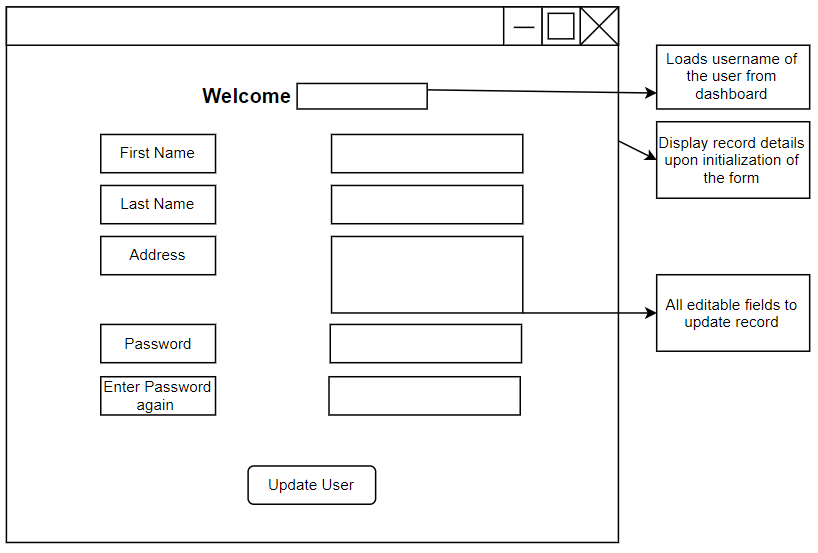 Welcome
Loads username of
the user from
dashboard
Display record details
upon initialization of
the form
First Name
Last Name
Address
All editable fields to
update record
Password
Enter Password
again
Update User